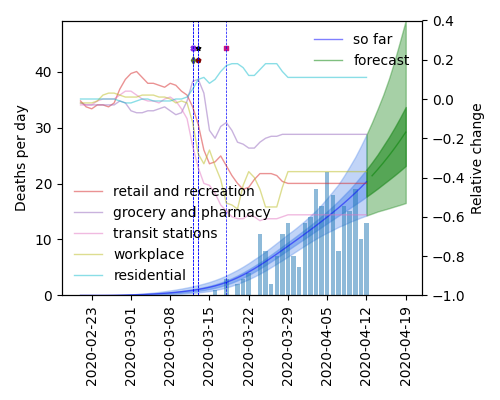 so far
forecast
retail and recreation
grocery and pharmacy
transit stations
workplace
residential
Deaths per day
Relative change
0
10
20
30
40
0.4
0.2
0.0
−0.2
−0.4
−0.6
−0.8
−1.0
2020-02-23
2020-03-01
2020-03-08
2020-03-15
2020-03-22
2020-03-29
2020-04-05
2020-04-12
2020-04-19